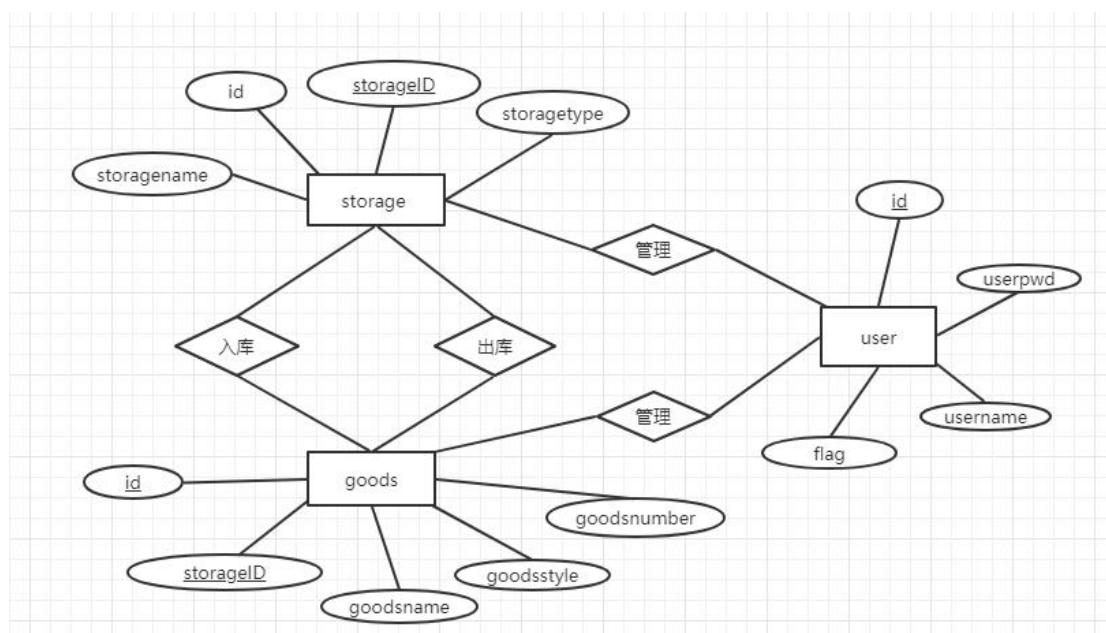 id
storageID
storagetype
storagename
storage
管理
id
userpwd
user
入库
出库
管理
username
flag
id
goods
goodsnumber
storageID
goodsstyle
goodsname